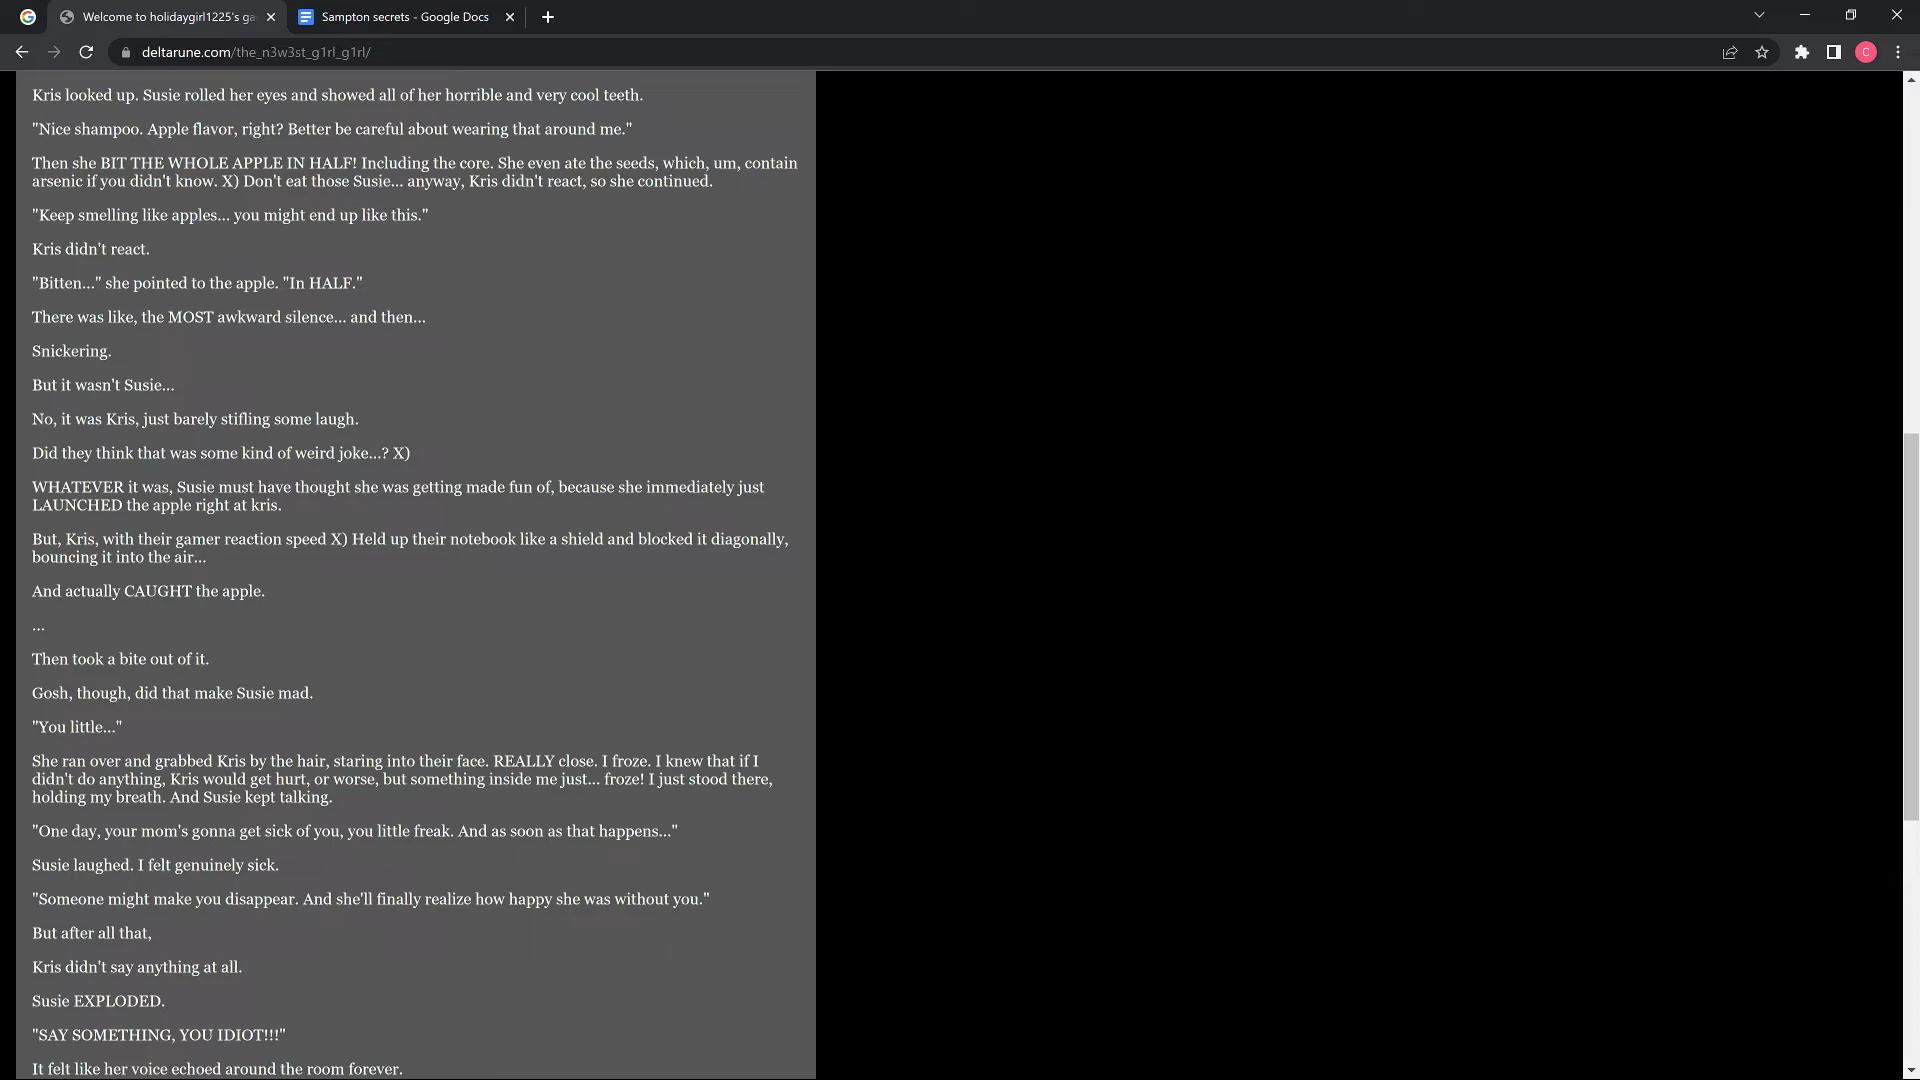 Welcome to holidaygirl1225's ga
Sampton secrets - Google Docs
deltarune.com/the_n3w3st_g1rl_g1rl/
C
Kris looked up. Susie rolled her eyes and showed all of her horrible and very cool teeth.
"Nice shampoo. Apple flavor, right? Better be careful about wearing that around me."
Then she BIT THE WHOLE APPLE IN HALF! Including the core. She even ate the seeds, which, um, contain
arsenic if you didn't know. X) Don't eat those Susie... anyway, Kris didn't react, so she continued.
"Keep smelling like apples... you might end up like this."
Kris didn't react.
"Bitten..." she pointed to the apple. "In HALF."
There was like, the MOST awkward silence... and then...
Snickering.
But it wasn't Susie...
No, it was Kris, just barely stifling some laugh.
Did they think that was some kind of weird joke...? X)
WHATEVER it was, Susie must have thought she was getting made fun of, because she immediately just
LAUNCHED the apple right at kris.
But, Kris, with their gamer reaction speed X) Held up their notebook like a shield and blocked it diagonally,
bouncing it into the air...
And actually CAUGHT the apple.
...
Then took a bite out of it.
Gosh, though, did that make Susie mad.
"You little..."
She ran over and grabbed Kris by the hair, staring into their face. REALLY close. I froze. I knew that if I
didn't do anything, Kris would get hurt, or worse, but something inside me just... froze! I just stood there,
holding my breath. And Susie kept talking.
"One day, your mom's gonna get sick of you, you little freak. And as soon as that happens..."
Susie laughed. I felt genuinely sick.
"Someone might make you disappear. And she'll finally realize how happy she was without you."
But after all that,
Kris didn't say anything at all.
Susie EXPLODED.
"SAY SOMETHING, YOU IDIOT!!!"
It felt like her voice echoed around the room forever.